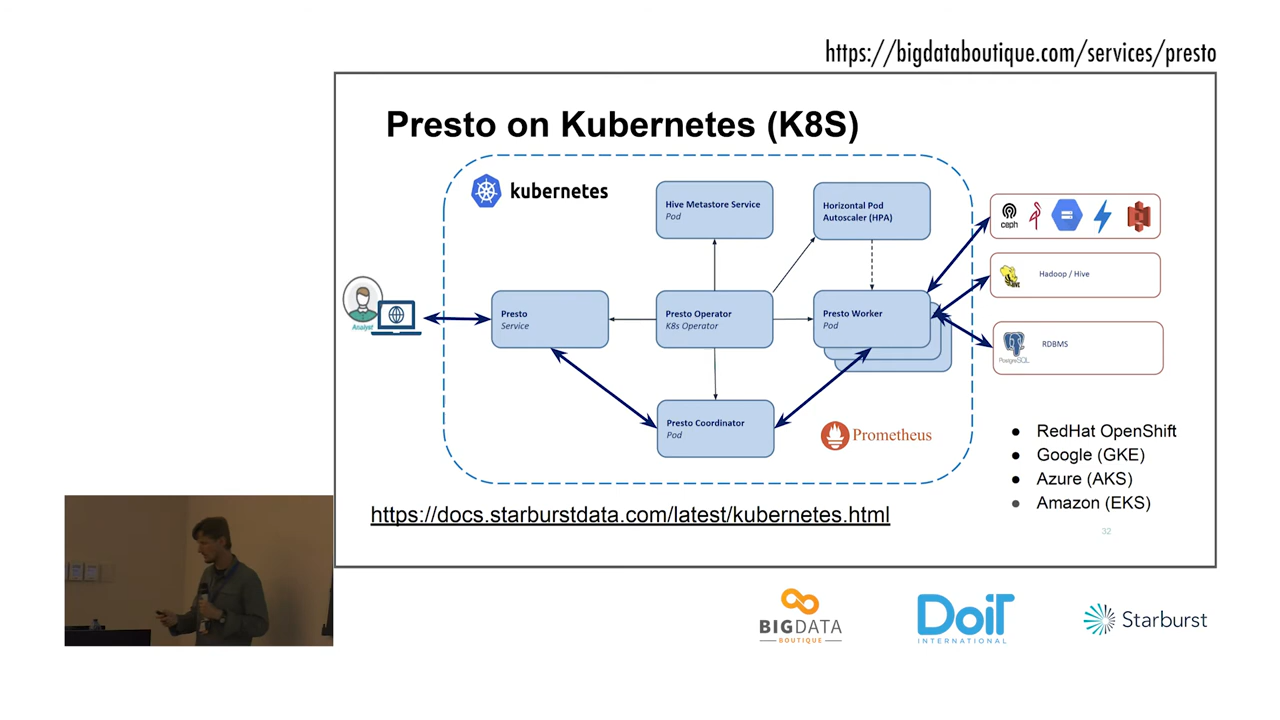 https://bigdataboutique.com/services/presto
Presto on Kubernetes (K8S)
kubernetes
Hive Metastore Service
Pod
Horizontal Pod
Autoscaler (HPA)
ceph
Hadoop / Hive
HIVE
Analyst
Presto
Service
Presto Operator
K8s Operator
Presto Worker
Pod
PostgreSQL
RDBMS
Presto Coordinator
Pod
Prometheus
● RedHat OpenShift
● Google (GKE)
● Azure (AKS)
● Amazon (EKS)
https://docs.starburstdata.com/latest/kubernetes.html
32
BIGDATA
BOUTIQUE
DoiT
INTERNATIONAL
Starburst